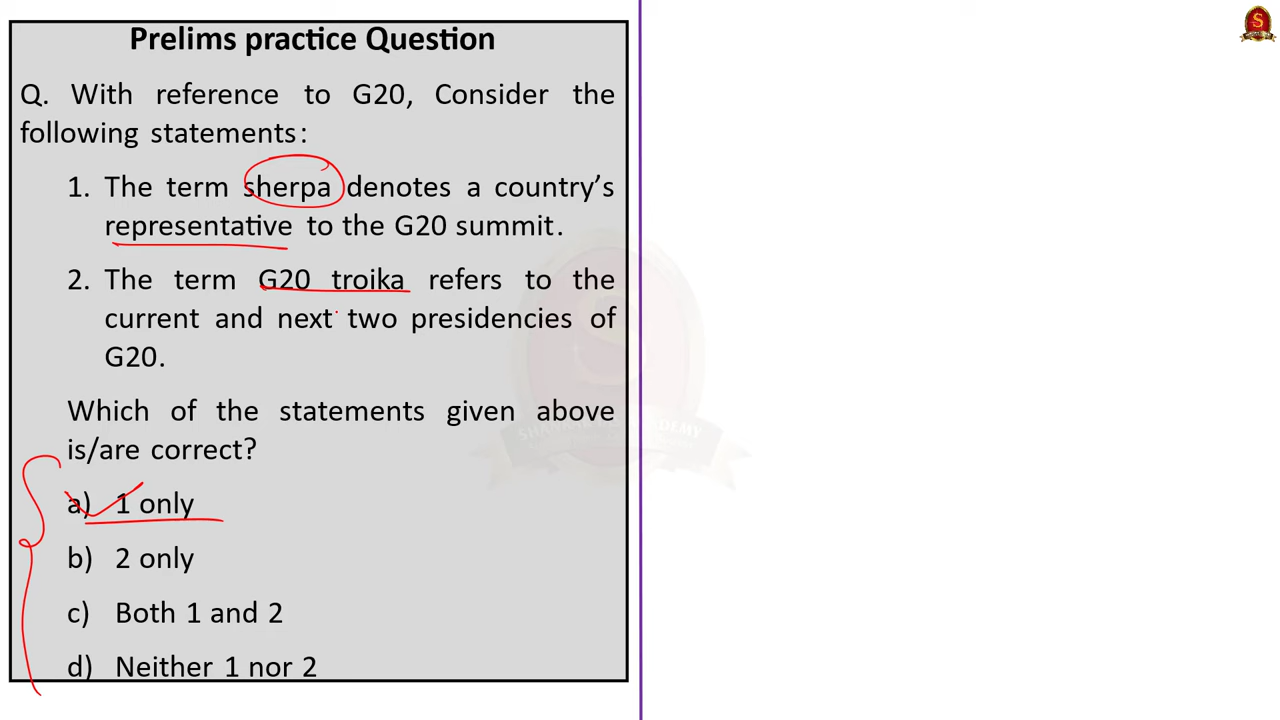 Prelims practice Question
Q. With reference to G20, Consider the
following statements:
1. The term sherpa denotes a country's
representative to the G20 summit.
2. The term G20 troika refers to the
current and next two presidencies of
G20.
Which of the statements given above
is/are correct?
a) 1 only
b) 2 only
c) Both 1 and 2
d) Neither 1 nor 2